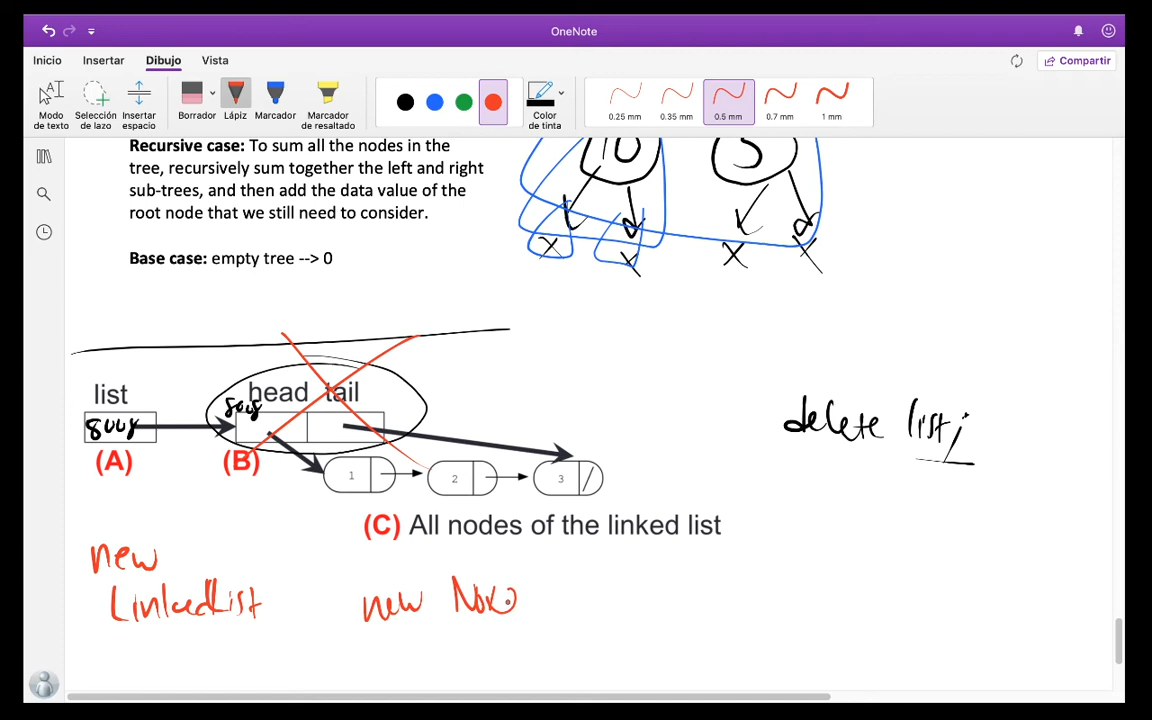 OneNote
Inicio Insertar Dibujo Vista
Compartir
Modo de texto
Selección de lazo
Insertar espacio
Borrador
Lápiz
Marcador
Marcador de resaltado
Color de tinta
0.25 mm 0.35 mm 0.5 mm 0.7 mm 1 mm
Recursive case: To sum all the nodes in the
tree, recursively sum together the left and right
sub-trees, and then add the data value of the
root node that we still need to consider.
Base case: empty tree --> 0
10 5
x x x x
list head tail
(A) (B)
1 2 3 /
delete list;
(C) All nodes of the linked list
new
LinkedList
new